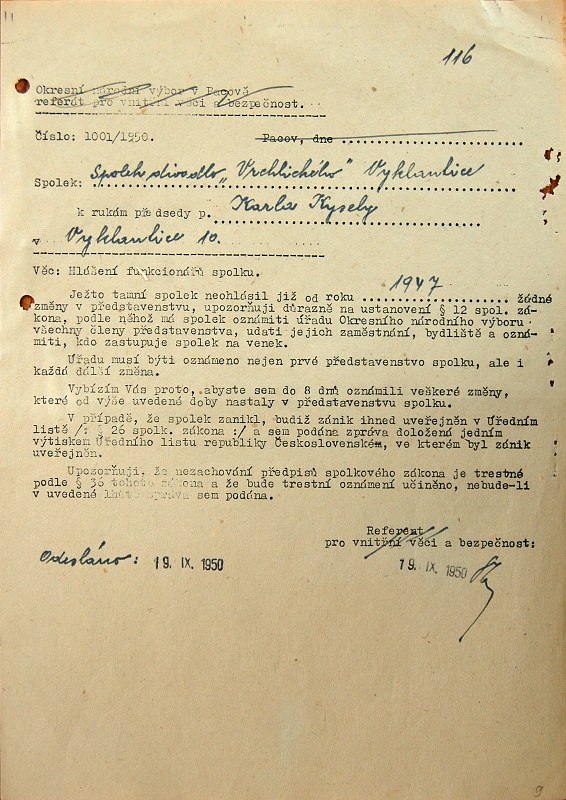 116
Okresní národní výbor v Pacově
referát pro vnitřní věci a bezpečnost.
Číslo: 1001/1950.
Pacov, dne
Spolek: Spolek divadlo „Vrchlického" Vyklantice
k rukám předsedy p. Karla Kysely
v Vyklantice 10.
Věc: Hlášení funkcionářů spolku.
Ježto tamní spolek neohlásil již od roku 1947 žádné
změny v představenstvu, upozorňuji důrazně na ustanovení § 12 spol. zá-
kona, podle něhož má spolek oznámiti úřadu Okresního národního výboru
všechny členy představenstva, udati jejich zaměstnání, bydliště a ozná-
miti, kdo zastupuje spolek na venek.
Úřadu musí býti oznámeno nejen prvé představenstvo spolku, ale i
každá další změna.
Vybízím Vás proto, abyste sem do 8 dnů oznámili veškeré změny,
které od výše uvedené doby nastaly v představenstvu spolku.
V případě, že spolek zanikl, budiž zánik ihned uveřejněn v Úředním
listě /: § 26 spolk. zákona :/ a sem podána zpráva doložená jedním
výtiskem Úředního listu republiky Československém, ve kterém byl zánik
uveřejněn.
Upozorňuji, že nezachování předpisů spolkového zákona je trestné
podle § 36 tohoto zákona a že bude trestní oznámení učiněno, nebude-li
v uvedené lhůtě správa sem podána.
Referent
pro vnitřní věci a bezpečnost:
Odesláno: 19. IX. 1950
19. IX. 1950
9